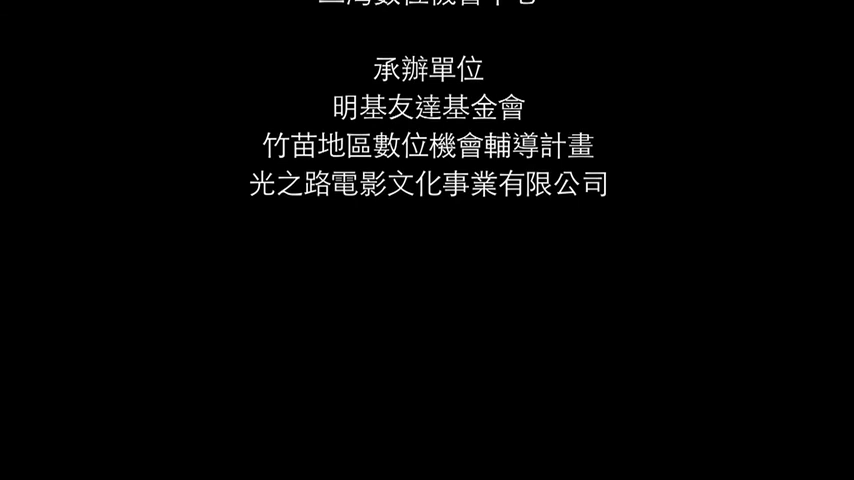 承辦單位
明基友達基金會
竹苗地區數位機會輔導計畫
光之路電影文化事業有限公司